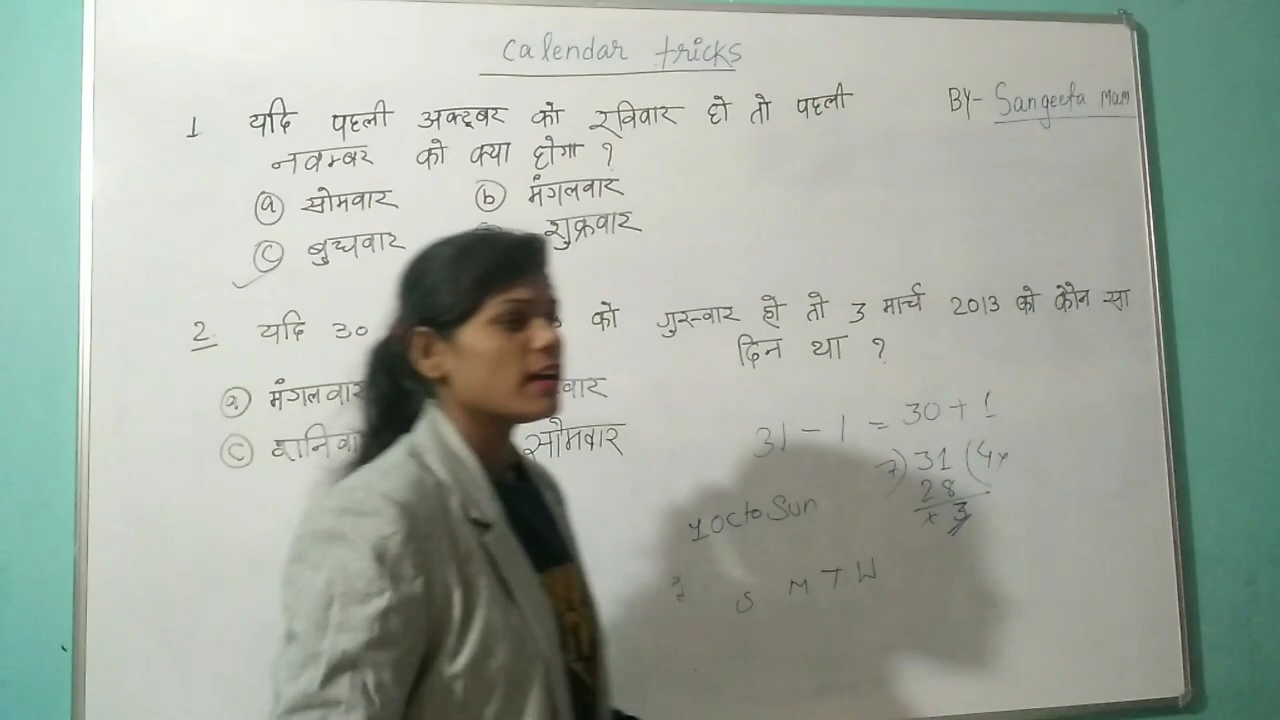 Calendar tricks
BY- Sangeeta mam
1 यदि पहली अक्टूबर को रविवार हो तो पहली
नवम्बर को क्या होगा ?
(a) सोमवार (b) मंगलवार
(c) बुधवार शुक्रवार
2. यदि 30 को गुरुवार हो तो 3 मार्च 2013 को कौन सा
दिन था ?
(a) मंगलवार वार
(c) शनिवा सोमवार
31 - 1 = 30 + 1
7) 31 (4x
28
x 3
1 Octo Sun
S M T W